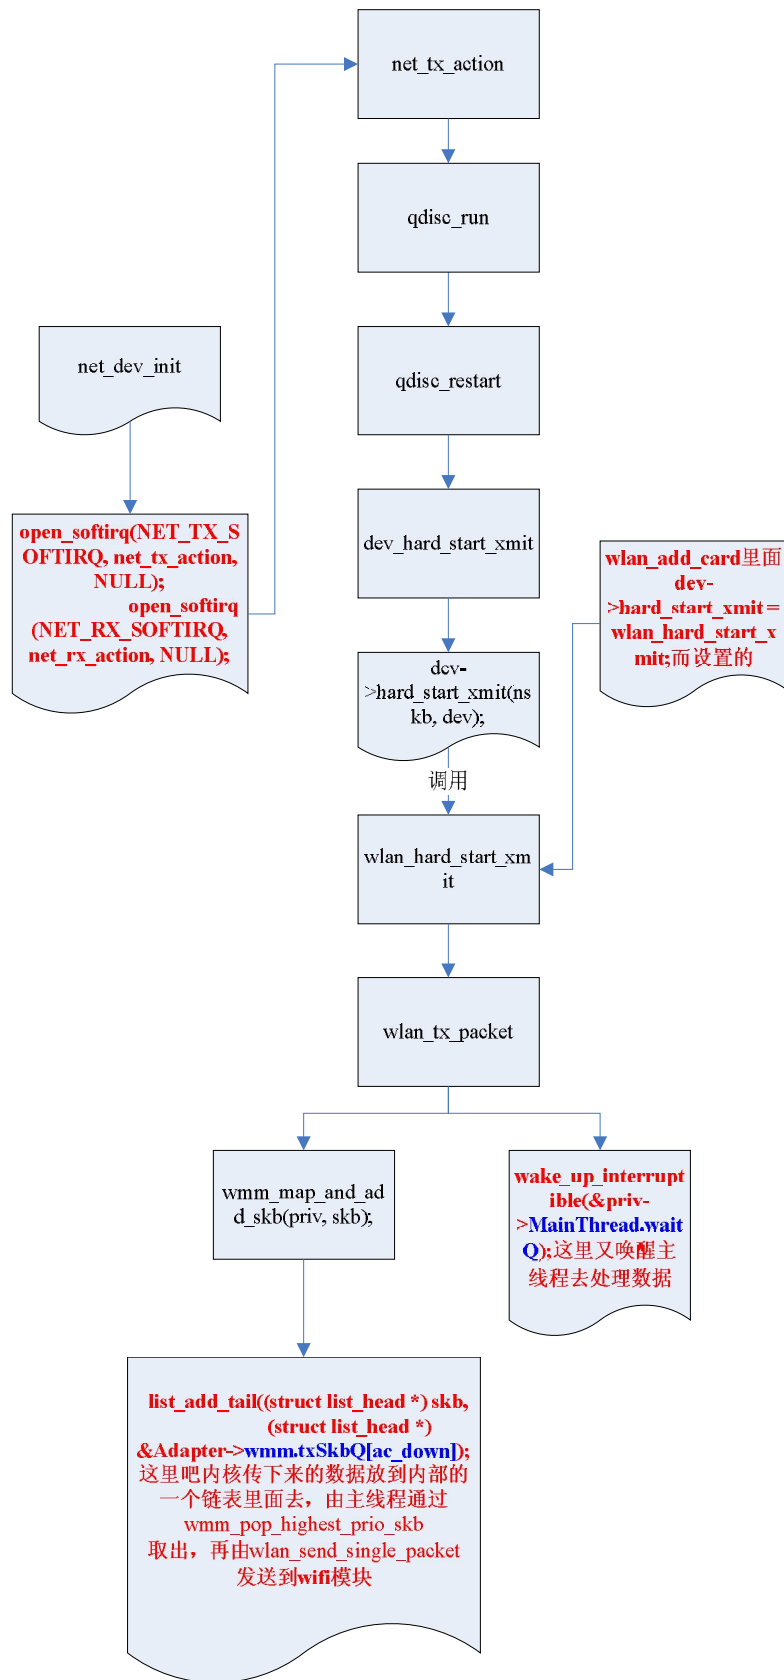 net_tx_action
qdisc_run
net_dev_init
qdisc_restart
open_softirq(NET_TX_S
OFTIRQ, net_tx_action,
NULL);
open_softirq
(NET_RX_SOFTIRQ,
net_rx_action, NULL);
dev_hard_start_xmit
wlan_add_card里面
dev-
>hard_start_xmit =
wlan_hard_start_x
mit;而设置的
dev-
>hard_start_xmit(ns
kb, dev);
调用
wlan_hard_start_xm
it
wlan_tx_packet
wmm_map_and_ad
d_skb(priv, skb);
wake_up_interrupt
ible(&priv-
>MainThread.wait
Q);这里又唤醒主
线程去处理数据
list_add_tail((struct list_head *) skb,
(struct list_head *)
&Adapter->wmm.txSkbQ[ac_down]);
这里吧内核传下来的数据放到内部的
一个链表里面去，由主线程通过
wmm_pop_highest_prio_skb
取出，再由wlan_send_single_packet
发送到wifi模块